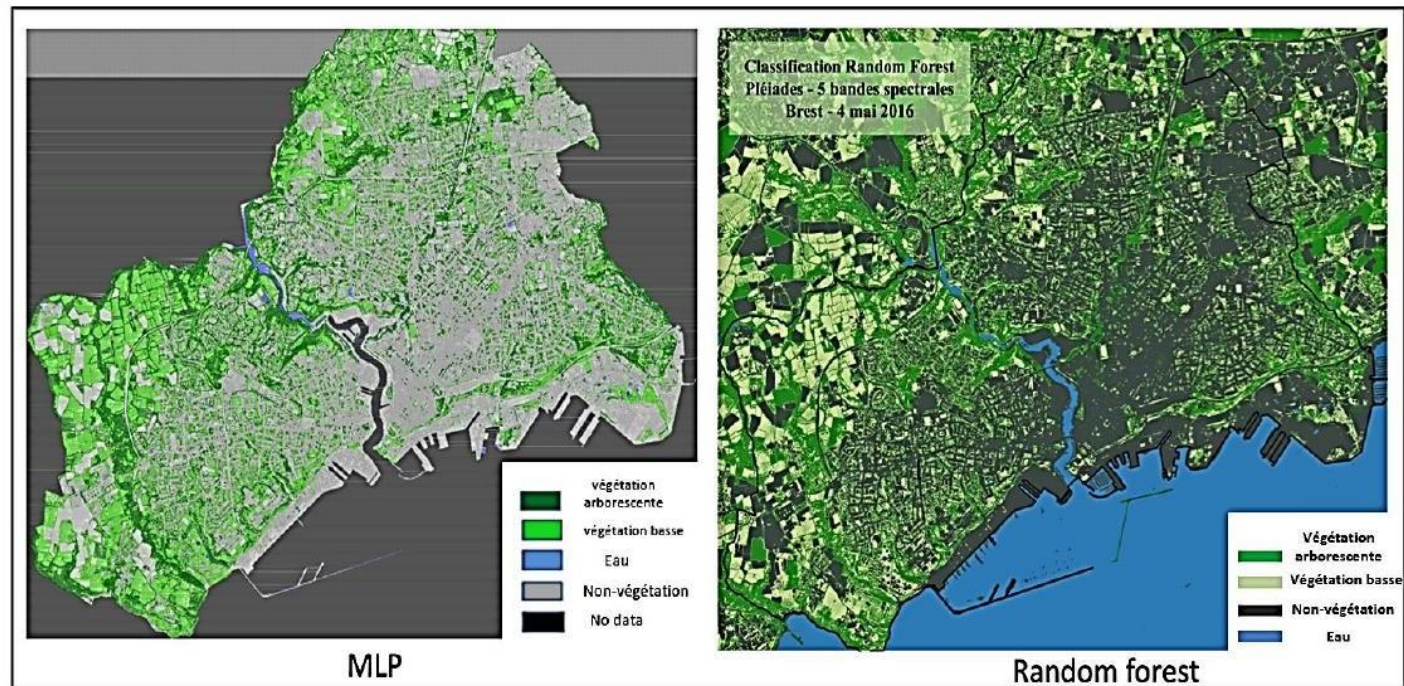 végétation
arborescente
végétation basse
Eau
Non-végétation
No data
MLP
Classification Random Forest
Pléiades - 5 bandes spectrales
Brest - 4 mai 2016
Végétation
arborescente
Végétation basse
Non-végétation
Eau
Random forest